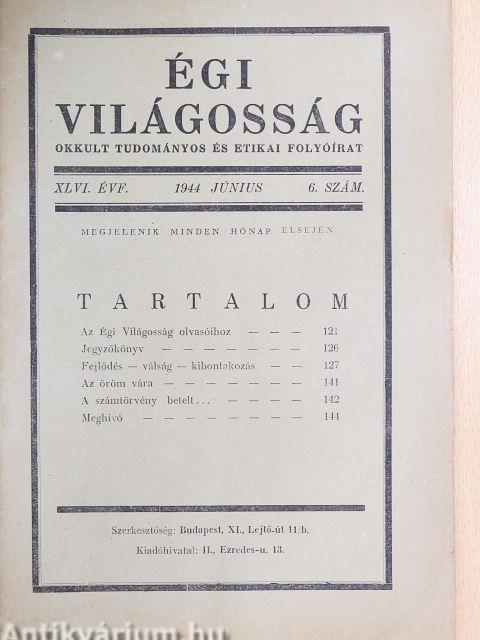 ÉGI
VILÁGOSSÁG
OKKULT TUDOMÁNYOS ÉS ETIKAI FOLYÓÍRAT
XLVI. ÉVF. 1944 JÚNIUS 6. SZÁM.
MEGJELENIK MINDEN HÓNAP ELSEJÉN
TARTALOM
Az Égi Világosság olvasóihoz — — — 121
Jegyzőkönyv — — — — — — — 126
Fejlődés — válság — kibontakozás — — 127
Az öröm vára — — — — — — — 141
A számtörvény betelt... — — — — 142
Meghívó — — — — — — — — 144
Szerkesztőség: Budapest, XI., Lejtő-út 11/b.
Kiadóhivatal: II., Ezredes-u. 13.
Antikvárium.hu